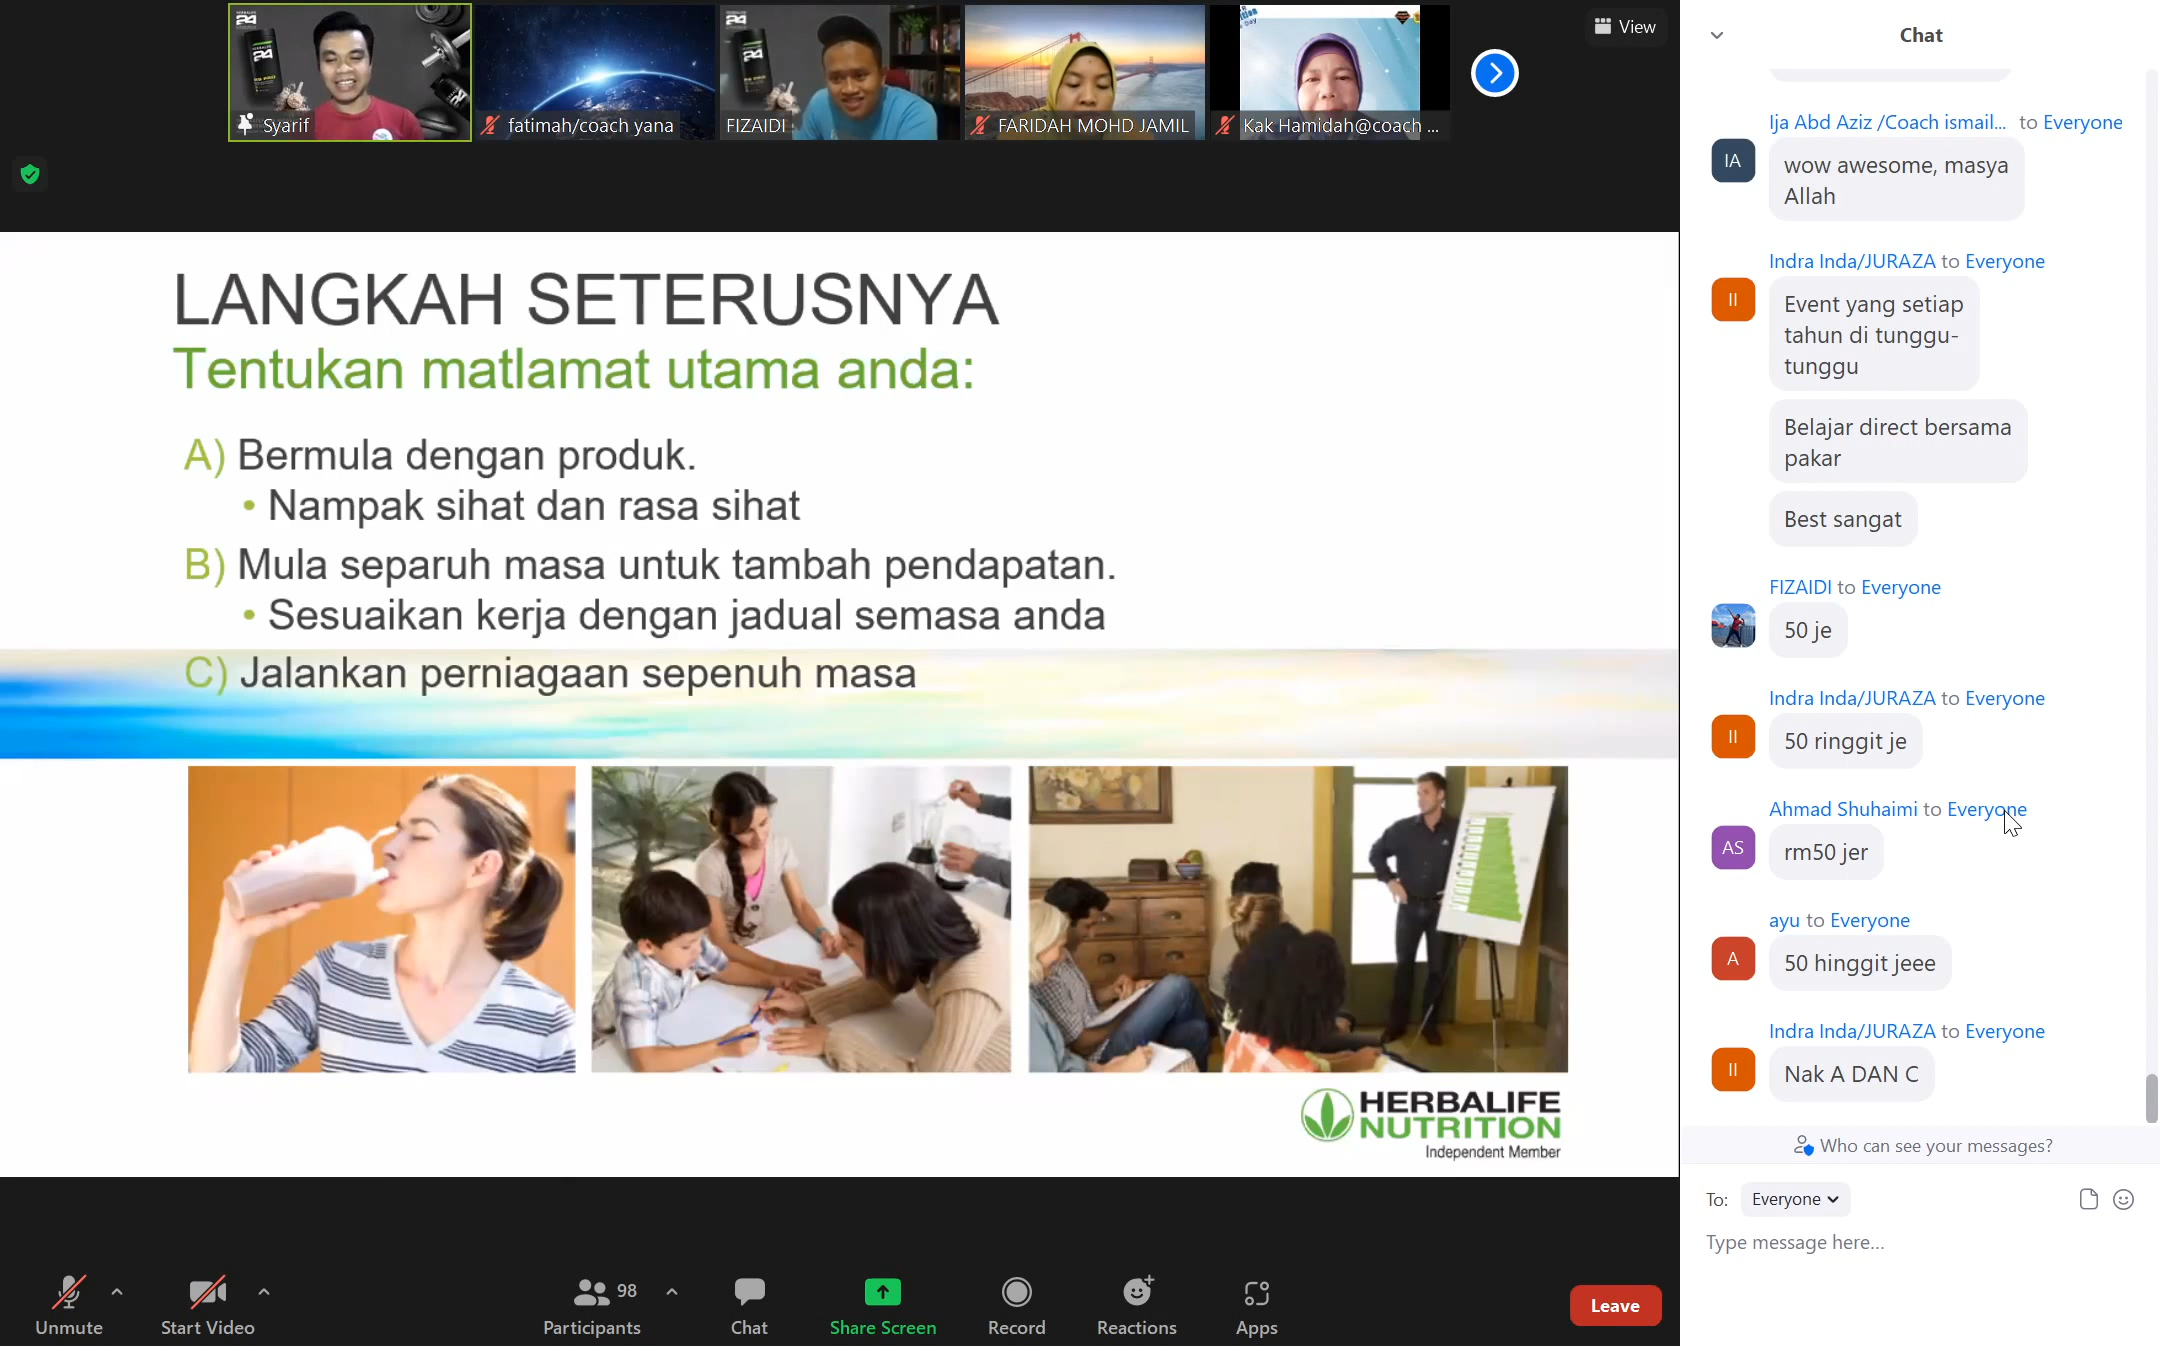 Syarif
fatimah/coach yana
FIZAIDI
FARIDAH MOHD JAMIL
Kak Hamidah@coach ...
View
LANGKAH SETERUSNYA
Tentukan matlamat utama anda:
A) Bermula dengan produk.
• Nampak sihat dan rasa sihat
B) Mula separuh masa untuk tambah pendapatan.
• Sesuaikan kerja dengan jadual semasa anda
C) Jalankan perniagaan sepenuh masa
HERBALIFE
NUTRITION
Independent Member
Unmute
Start Video
98
Participants
Chat
Share Screen
Record
Reactions
Apps
Leave
Chat
Ija Abd Aziz /Coach ismail... to Everyone
IA
wow awesome, masya
Allah
Indra Inda/JURAZA to Everyone
II
Event yang setiap
tahun di tunggu-
tunggu
Belajar direct bersama
pakar
Best sangat
FIZAIDI to Everyone
50 je
Indra Inda/JURAZA to Everyone
II
50 ringgit je
Ahmad Shuhaimi to Everyone
AS
rm50 jer
ayu to Everyone
A
50 hinggit jeee
Indra Inda/JURAZA to Everyone
II
Nak A DAN C
Who can see your messages?
To: Everyone
Type message here...